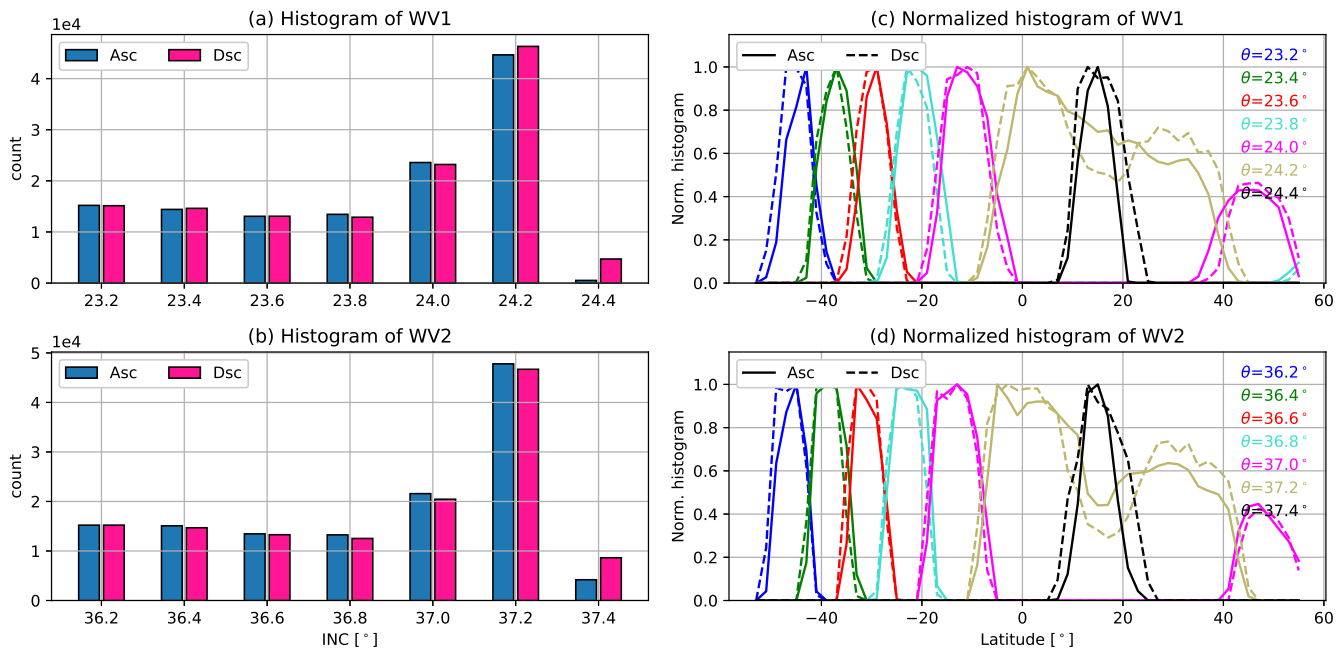 (a) Histogram of WV1
1e4
Asc Dsc
count
4
3
2
1
0
23.2 23.4 23.6 23.8 24.0 24.2 24.4
(c) Normalized histogram of WV1
Asc Dsc
Norm. histogram
1.0
0.8
0.6
0.4
0.2
0.0
θ=23.2°
θ=23.4°
θ=23.6°
θ=23.8°
θ=24.0°
θ=24.2°
θ=24.4°
−40 −20 0 20 40 60
(b) Histogram of WV2
1e4
Asc Dsc
count
5
4
3
2
1
0
36.2 36.4 36.6 36.8 37.0 37.2 37.4
INC [°]
(d) Normalized histogram of WV2
Asc Dsc
Norm. histogram
1.0
0.8
0.6
0.4
0.2
0.0
θ=36.2°
θ=36.4°
θ=36.6°
θ=36.8°
θ=37.0°
θ=37.2°
θ=37.4°
−40 −20 0 20 40 60
Latitude [°]